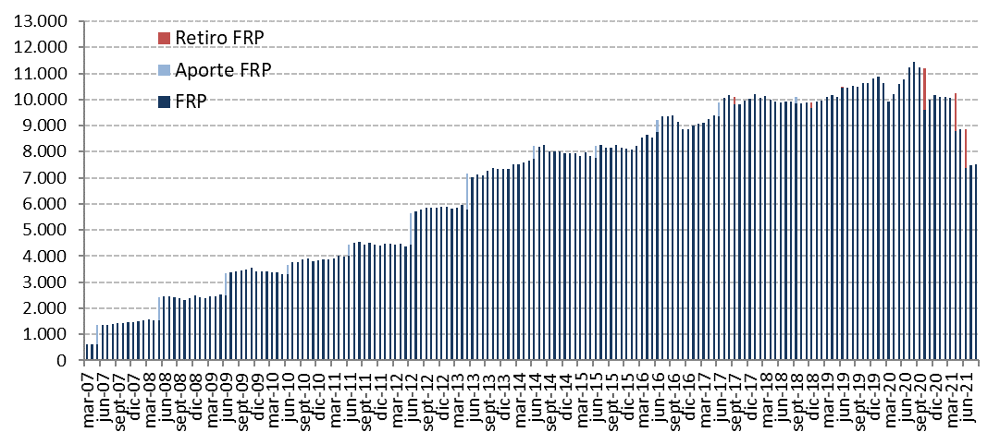 13.000
12.000
11.000
10.000
9.000
8.000
7.000
6.000
5.000
4.000
3.000
2.000
1.000
0
Retiro FRP
Aporte FRP
FRP
mar-07
jun-07
sept-07
dic-07
mar-08
jun-08
sept-08
dic-08
mar-09
jun-09
sept-09
dic-09
mar-10
jun-10
sept-10
dic-10
mar-11
jun-11
sept-11
dic-11
mar-12
jun-12
sept-12
dic-12
mar-13
jun-13
sept-13
dic-13
mar-14
jun-14
sept-14
dic-14
mar-15
jun-15
sept-15
dic-15
mar-16
jun-16
sept-16
dic-16
mar-17
jun-17
sept-17
dic-17
mar-18
jun-18
sept-18
dic-18
mar-19
jun-19
sept-19
dic-19
mar-20
jun-20
sept-20
dic-20
mar-21
jun-21